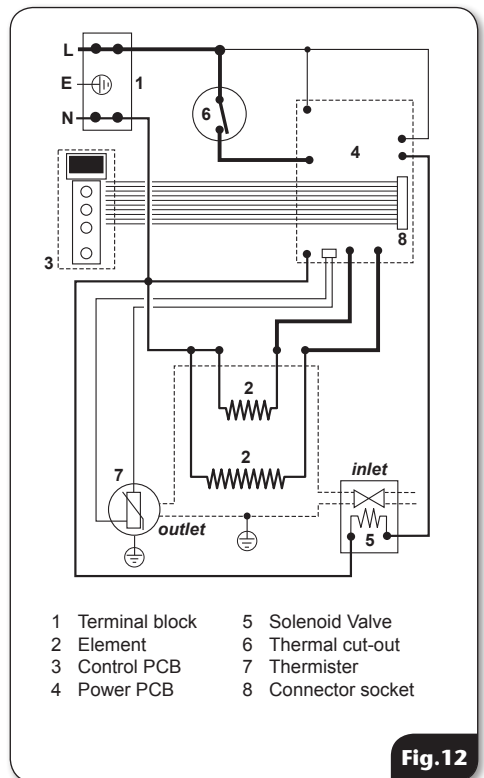 L
E 1
N
6
4
3
8
2
2
7
inlet
outlet
5
1 Terminal block
2 Element
3 Control PCB
4 Power PCB
5 Solenoid Valve
6 Thermal cut-out
7 Thermister
8 Connector socket
Fig.12